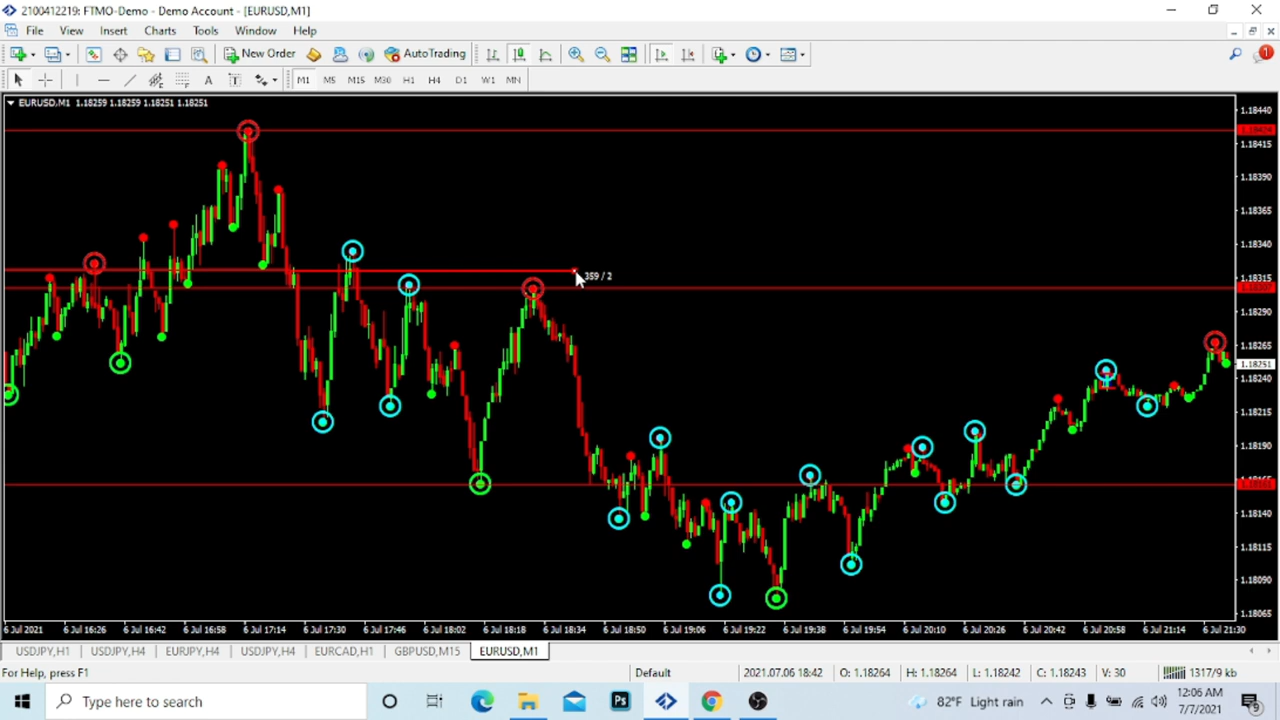 2100412219: FTMO-Demo - Demo Account - [EURUSD,M1]
File View Insert Charts Tools Window Help
New Order AutoTrading
A T M1 M5 M15 M30 H1 H4 D1 W1 MN
EURUSD,M1 1.18259 1.18259 1.18251 1.18251
1.18440
1.18424
1.18415
1.18390
1.18365
1.18340
359 / 2
1.18315
1.18307
1.18290
1.18265
1.18251
1.18240
1.18215
1.18190
1.18165
1.18140
1.18115
1.18090
1.18065
6 Jul 2021 6 Jul 16:26 6 Jul 16:42 6 Jul 16:58 6 Jul 17:14 6 Jul 17:30 6 Jul 17:46 6 Jul 18:02 6 Jul 18:18 6 Jul 18:34 6 Jul 18:50 6 Jul 19:06 6 Jul 19:22 6 Jul 19:38 6 Jul 19:54 6 Jul 20:10 6 Jul 20:26 6 Jul 20:42 6 Jul 20:58 6 Jul 21:14 6 Jul 21:30
USDJPY,H1 USDJPY,H4 EURJPY,H4 USDJPY,H4 EURCAD,H1 GBPUSD,M15 EURUSD,M1
For Help, press F1 Default 2021.07.06 18:42 O: 1.18264 H: 1.18264 L: 1.18242 C: 1.18243 V: 30 1317/9 kb
Type here to search Ps 82°F Light rain 12:06 AM
7/7/2021
9